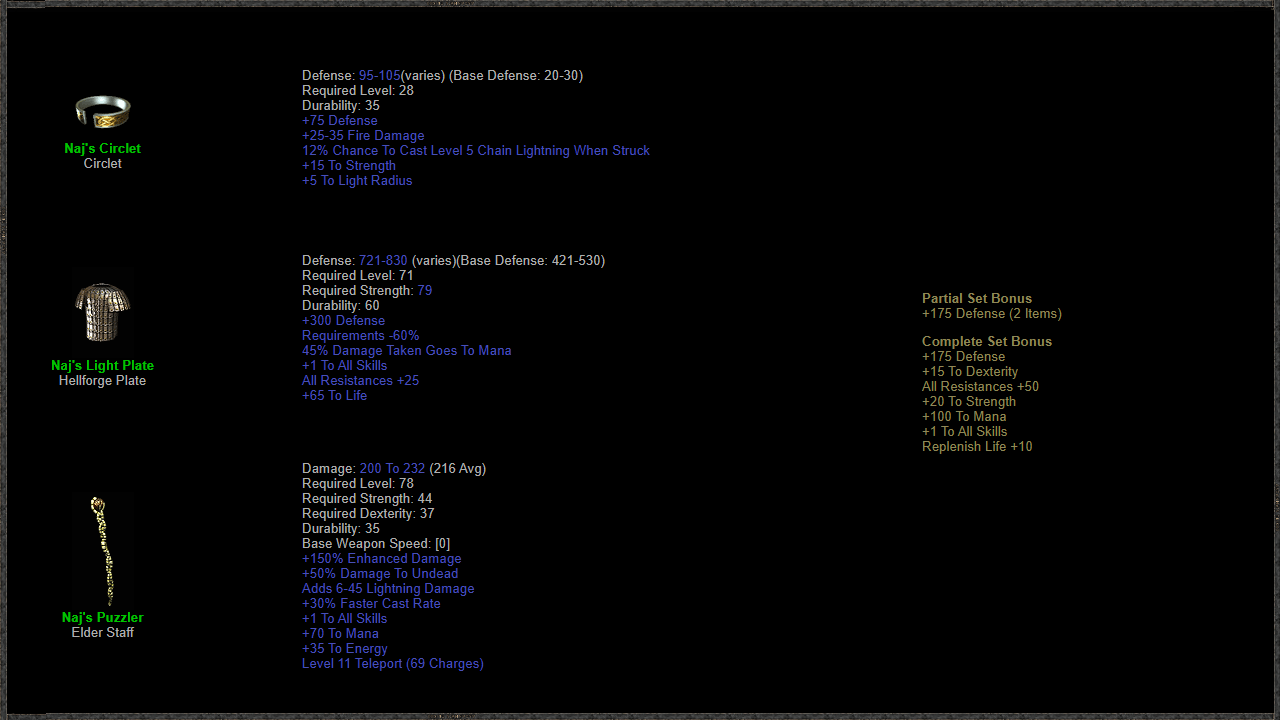 Naj's Circlet
Circlet
Defense: 95-105(varies) (Base Defense: 20-30)
Required Level: 28
Durability: 35
+75 Defense
+25-35 Fire Damage
12% Chance To Cast Level 5 Chain Lightning When Struck
+15 To Strength
+5 To Light Radius
Naj's Light Plate
Hellforge Plate
Defense: 721-830 (varies)(Base Defense: 421-530)
Required Level: 71
Required Strength: 79
Durability: 60
+300 Defense
Requirements -60%
45% Damage Taken Goes To Mana
+1 To All Skills
All Resistances +25
+65 To Life
Naj's Puzzler
Elder Staff
Damage: 200 To 232 (216 Avg)
Required Level: 78
Required Strength: 44
Required Dexterity: 37
Durability: 35
Base Weapon Speed: [0]
+150% Enhanced Damage
+50% Damage To Undead
Adds 6-45 Lightning Damage
+30% Faster Cast Rate
+1 To All Skills
+70 To Mana
+35 To Energy
Level 11 Teleport (69 Charges)
Partial Set Bonus
+175 Defense (2 Items)
Complete Set Bonus
+175 Defense
+15 To Dexterity
All Resistances +50
+20 To Strength
+100 To Mana
+1 To All Skills
Replenish Life +10